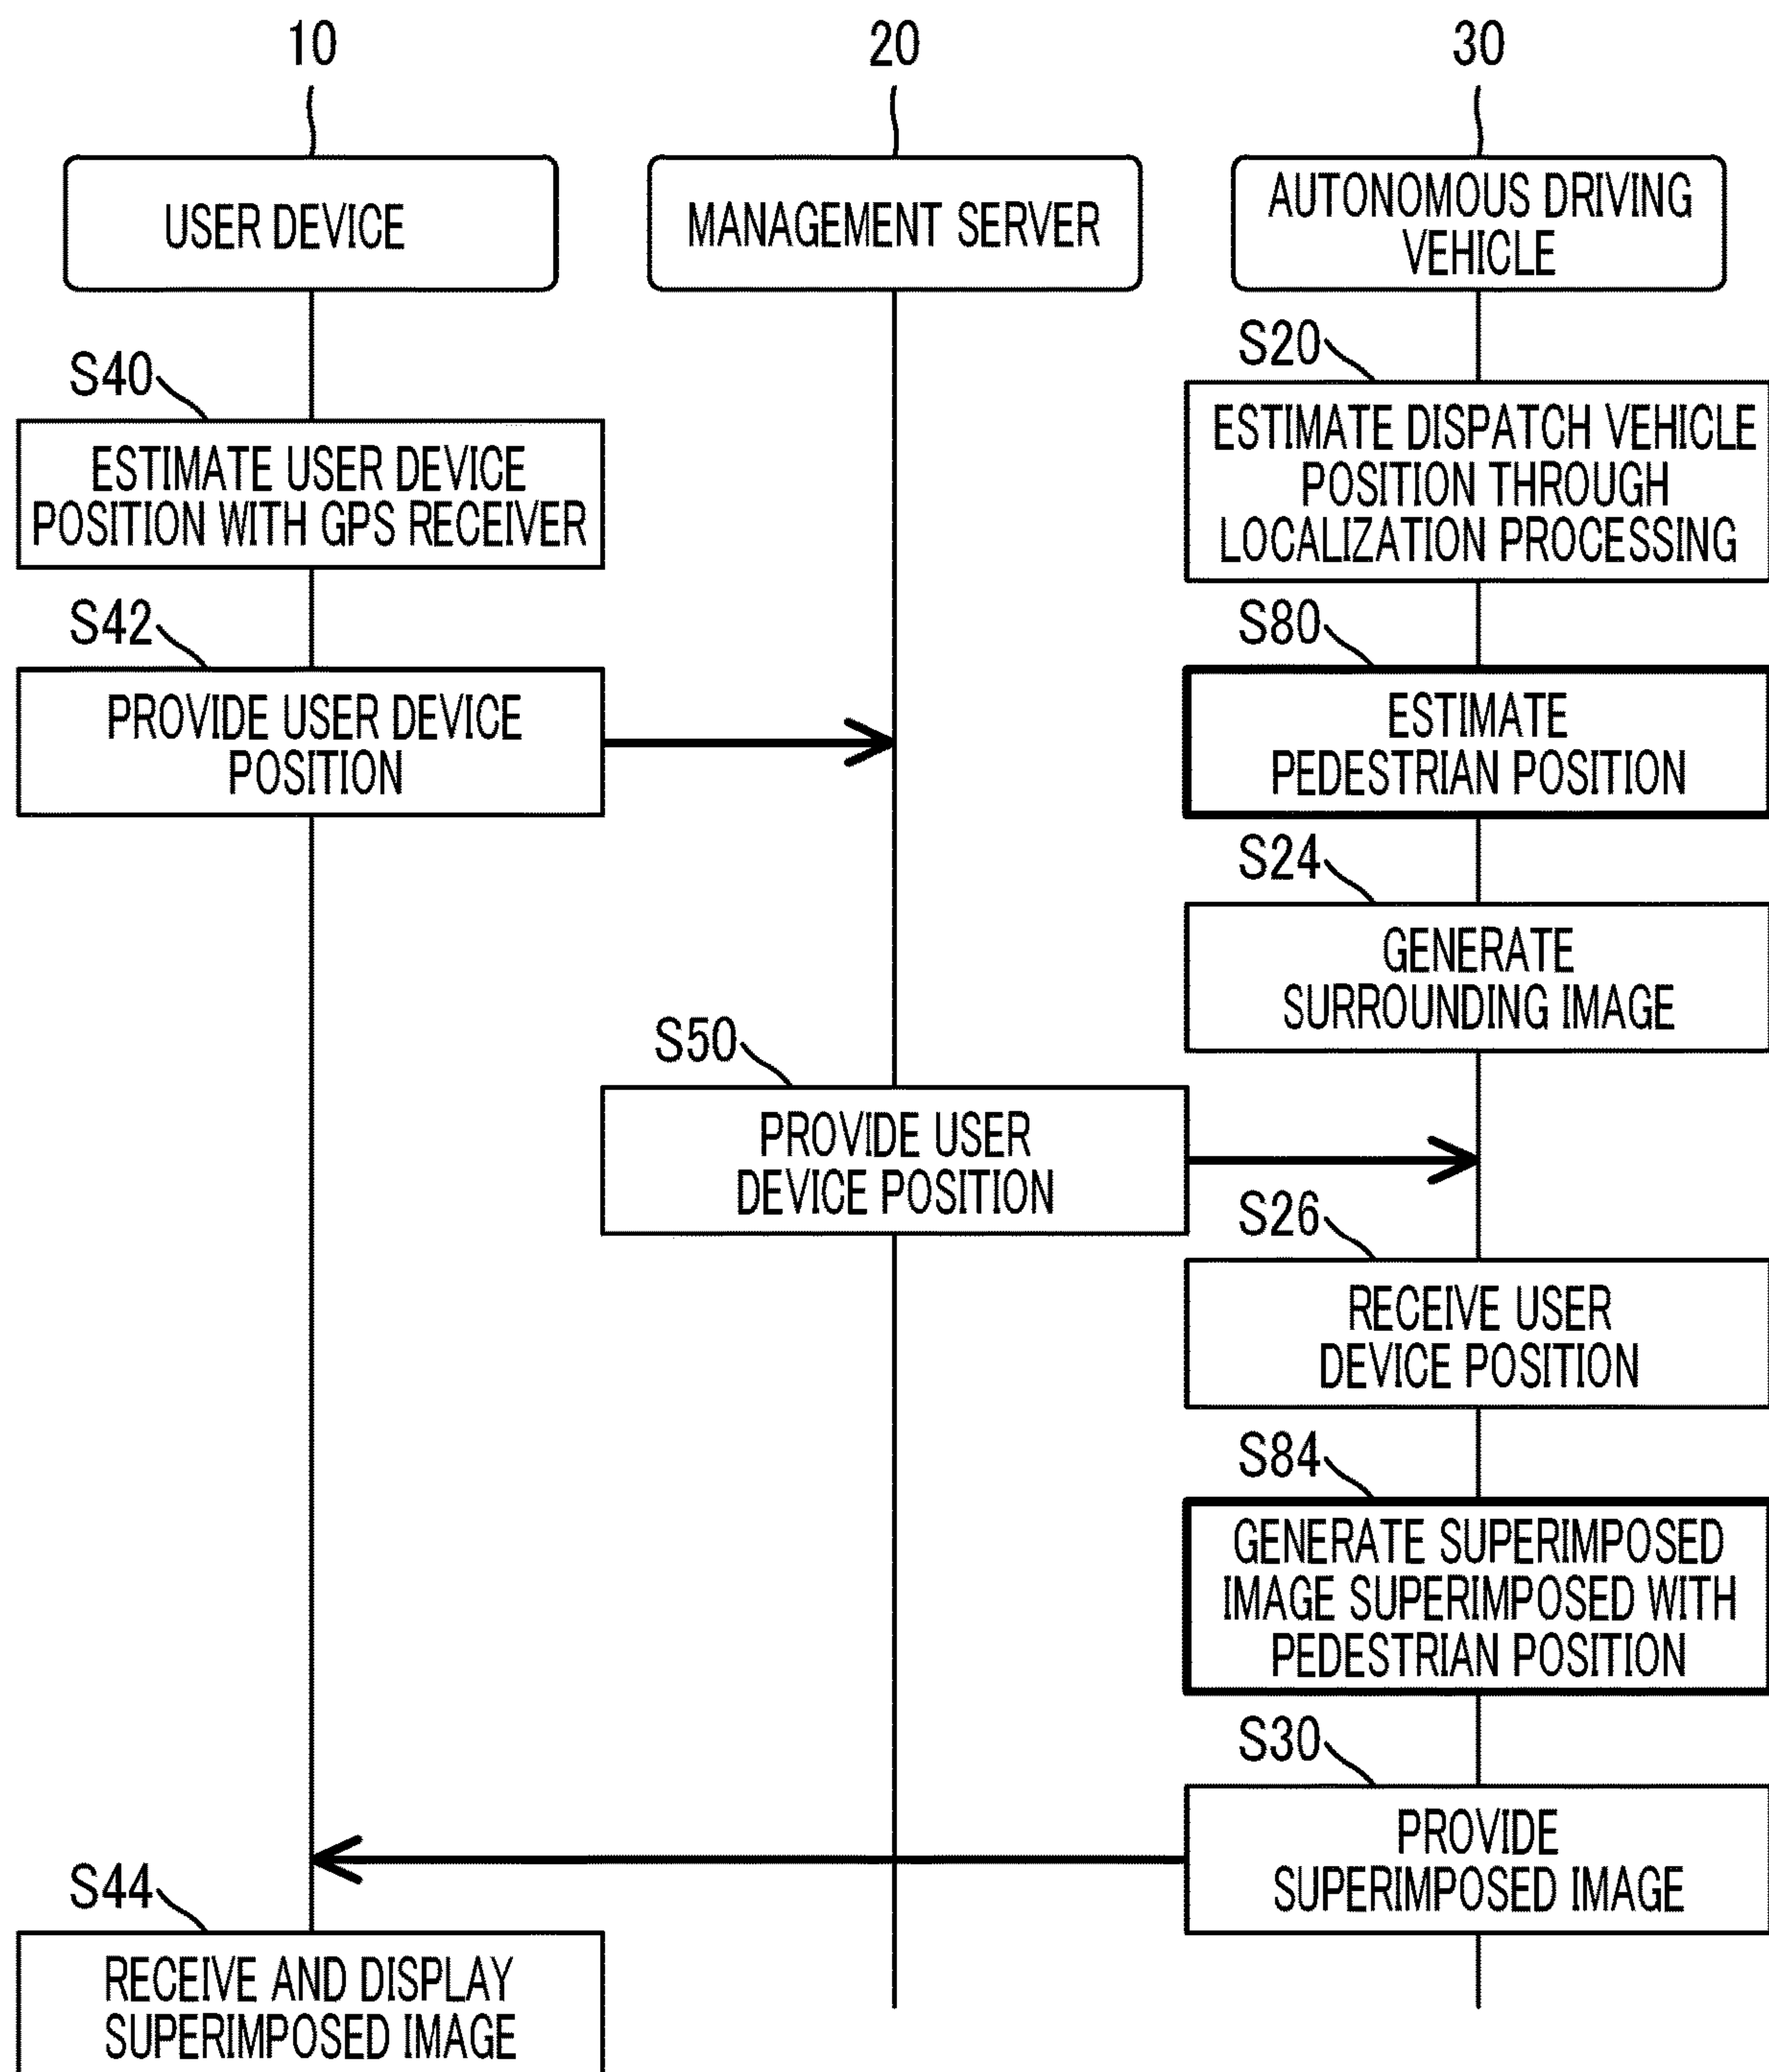 10
20
30
USER DEVICE
MANAGEMENT SERVER
AUTONOMOUS DRIVING
VEHICLE
S20
ESTIMATE DISPATCH VEHICLE
POSITION THROUGH
LOCALIZATION PROCESSING
S40
ESTIMATE USER DEVICE
POSITION WITH GPS RECEIVER
S42
PROVIDE USER DEVICE
POSITION
S80
ESTIMATE
PEDESTRIAN POSITION
S24
GENERATE
SURROUNDING IMAGE
S50
PROVIDE USER
DEVICE POSITION
S26
RECEIVE USER
DEVICE POSITION
S84
GENERATE SUPERIMPOSED
IMAGE SUPERIMPOSED WITH
PEDESTRIAN POSITION
S30
PROVIDE
SUPERIMPOSED IMAGE
S44
RECEIVE AND DISPLAY
SUPERIMPOSED IMAGE